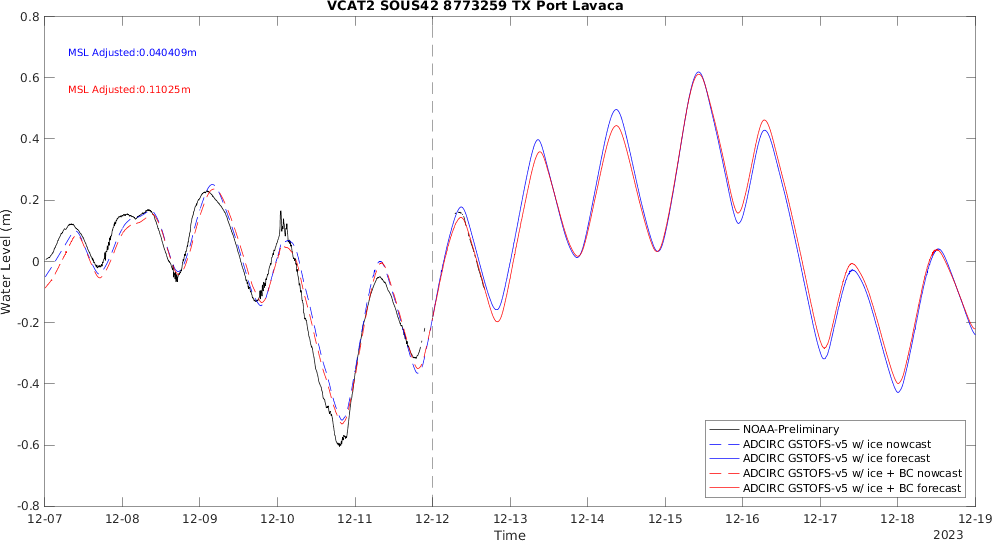 VCAT2 SOUS42 8773259 TX Port Lavaca
0.8
0.6
0.4
0.2
0
-0.2
-0.4
-0.6
-0.8
Water Level (m)
MSL Adjusted:0.040409m
MSL Adjusted:0.11025m
NOAA-Preliminary
ADCIRC GSTOFS-v5 w/ ice nowcast
ADCIRC GSTOFS-v5 w/ ice forecast
ADCIRC GSTOFS-v5 w/ ice + BC nowcast
ADCIRC GSTOFS-v5 w/ ice + BC forecast
12-07 12-08 12-09 12-10 12-11 12-12 12-13 12-14 12-15 12-16 12-17 12-18 12-19
Time
2023